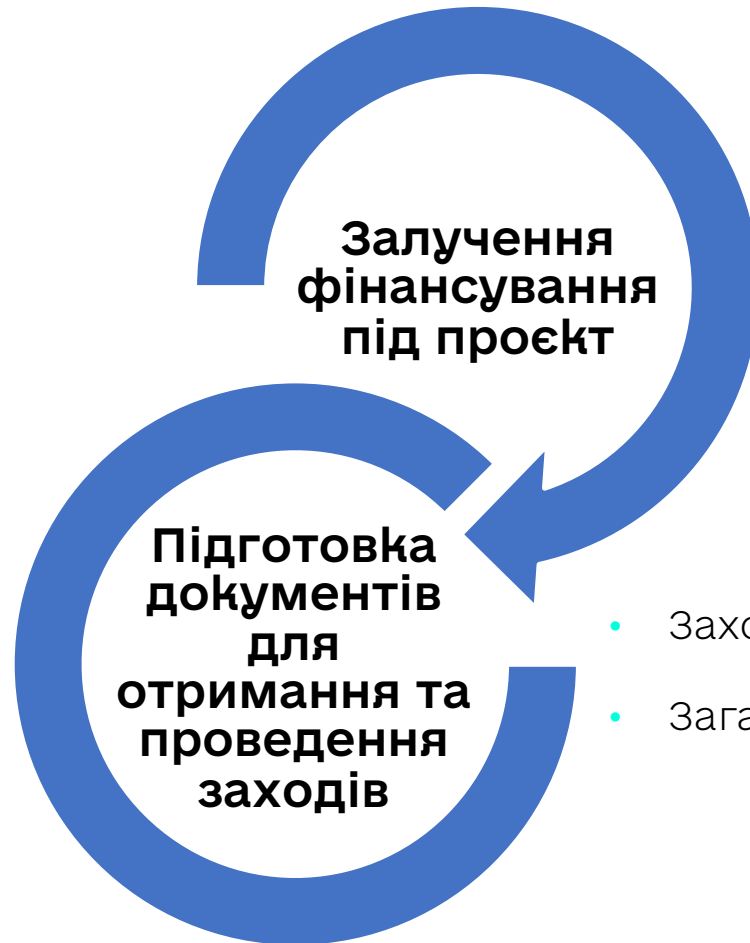 Залучення
фінансування
під проєкт
Підготовка
документів
для
отримання та
проведення
заходів